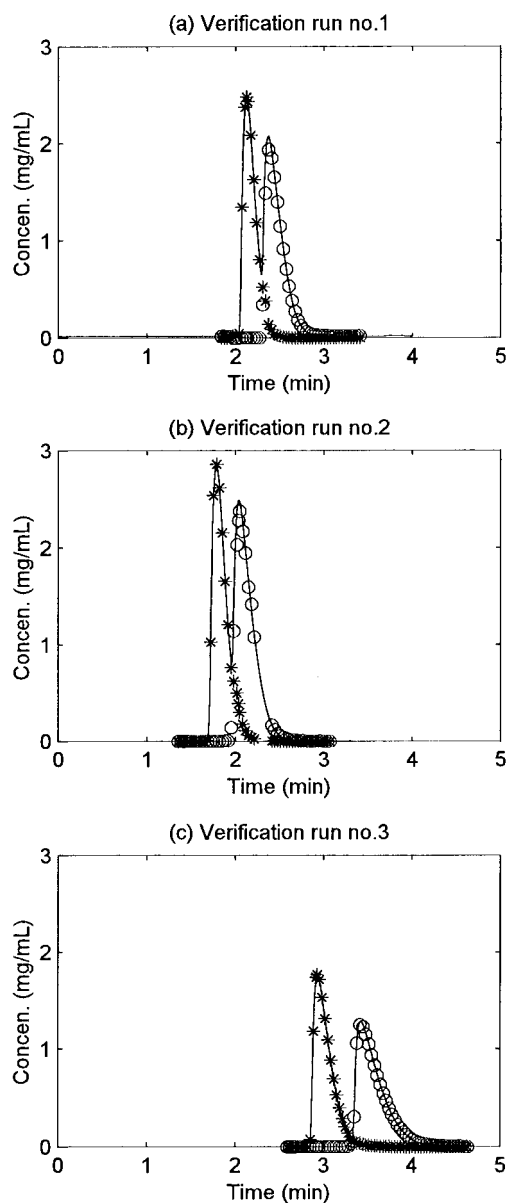 (a) Verification run no.1
3
2
1
0
Concen. (mg/mL)
0 1 2 3 4 5
Time (min)
(b) Verification run no.2
3
2
1
0
Concen. (mg/mL)
0 1 2 3 4 5
Time (min)
(c) Verification run no.3
3
2
1
0
Concen. (mg/mL)
0 1 2 3 4 5
Time (min)